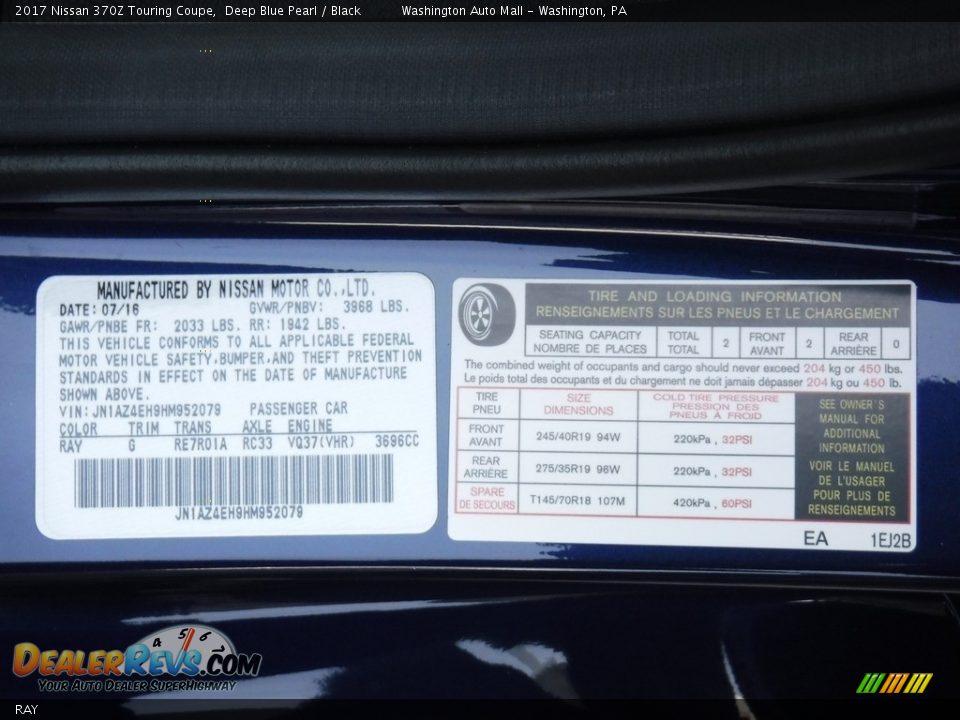 2017 Nissan 370Z Touring Coupe, Deep Blue Pearl / Black Washington Auto Mall - Washington, PA
MANUFACTURED BY NISSAN MOTOR CO.,LTD.
DATE: 07/16 GVWR/PNBV: 3968 LBS.
GAWR/PNBE FR: 2033 LBS. RR: 1942 LBS.
THIS VEHICLE CONFORMS TO ALL APPLICABLE FEDERAL
MOTOR VEHICLE SAFETY,BUMPER,AND THEFT PREVENTION
STANDARDS IN EFFECT ON THE DATE OF MANUFACTURE
SHOWN ABOVE.
VIN: JN1AZ4EH9HM952079 PASSENGER CAR
COLOR TRIM TRANS AXLE ENGINE
RAY G RE7R01A RC33 VQ37(VHR) 3696CC
JN1AZ4EH9HM952079
TIRE AND LOADING INFORMATION
RENSEIGNEMENTS SUR LES PNEUS ET LE CHARGEMENT
SEATING CAPACITY TOTAL 2 FRONT 2 REAR 0
NOMBRE DE PLACES TOTAL AVANT ARRIÈRE
The combined weight of occupants and cargo should never exceed 204 kg or 450 lbs.
Le poids total des occupants et du chargement ne doit jamais dépasser 204 kg ou 450 lb.
TIRE SIZE COLD TIRE PRESSURE
PNEU DIMENSIONS PRESSION DES
PNEUS A FROID
FRONT
AVANT 245/40R19 94W 220kPa , 32PSI
REAR
ARRIÈRE 275/35R19 96W 220kPa , 32PSI
SPARE
DE SECOURS T145/70R18 107M 420kPa , 60PSI
SEE OWNER'S
MANUAL FOR
ADDITIONAL
INFORMATION
VOIR LE MANUEL
DE L'USAGER
POUR PLUS DE
RENSEIGNEMENTS
EA 1EJ2B
4 5 6
DEALERREVS.COM
YOUR AUTO DEALER SUPERHIGHWAY
RAY